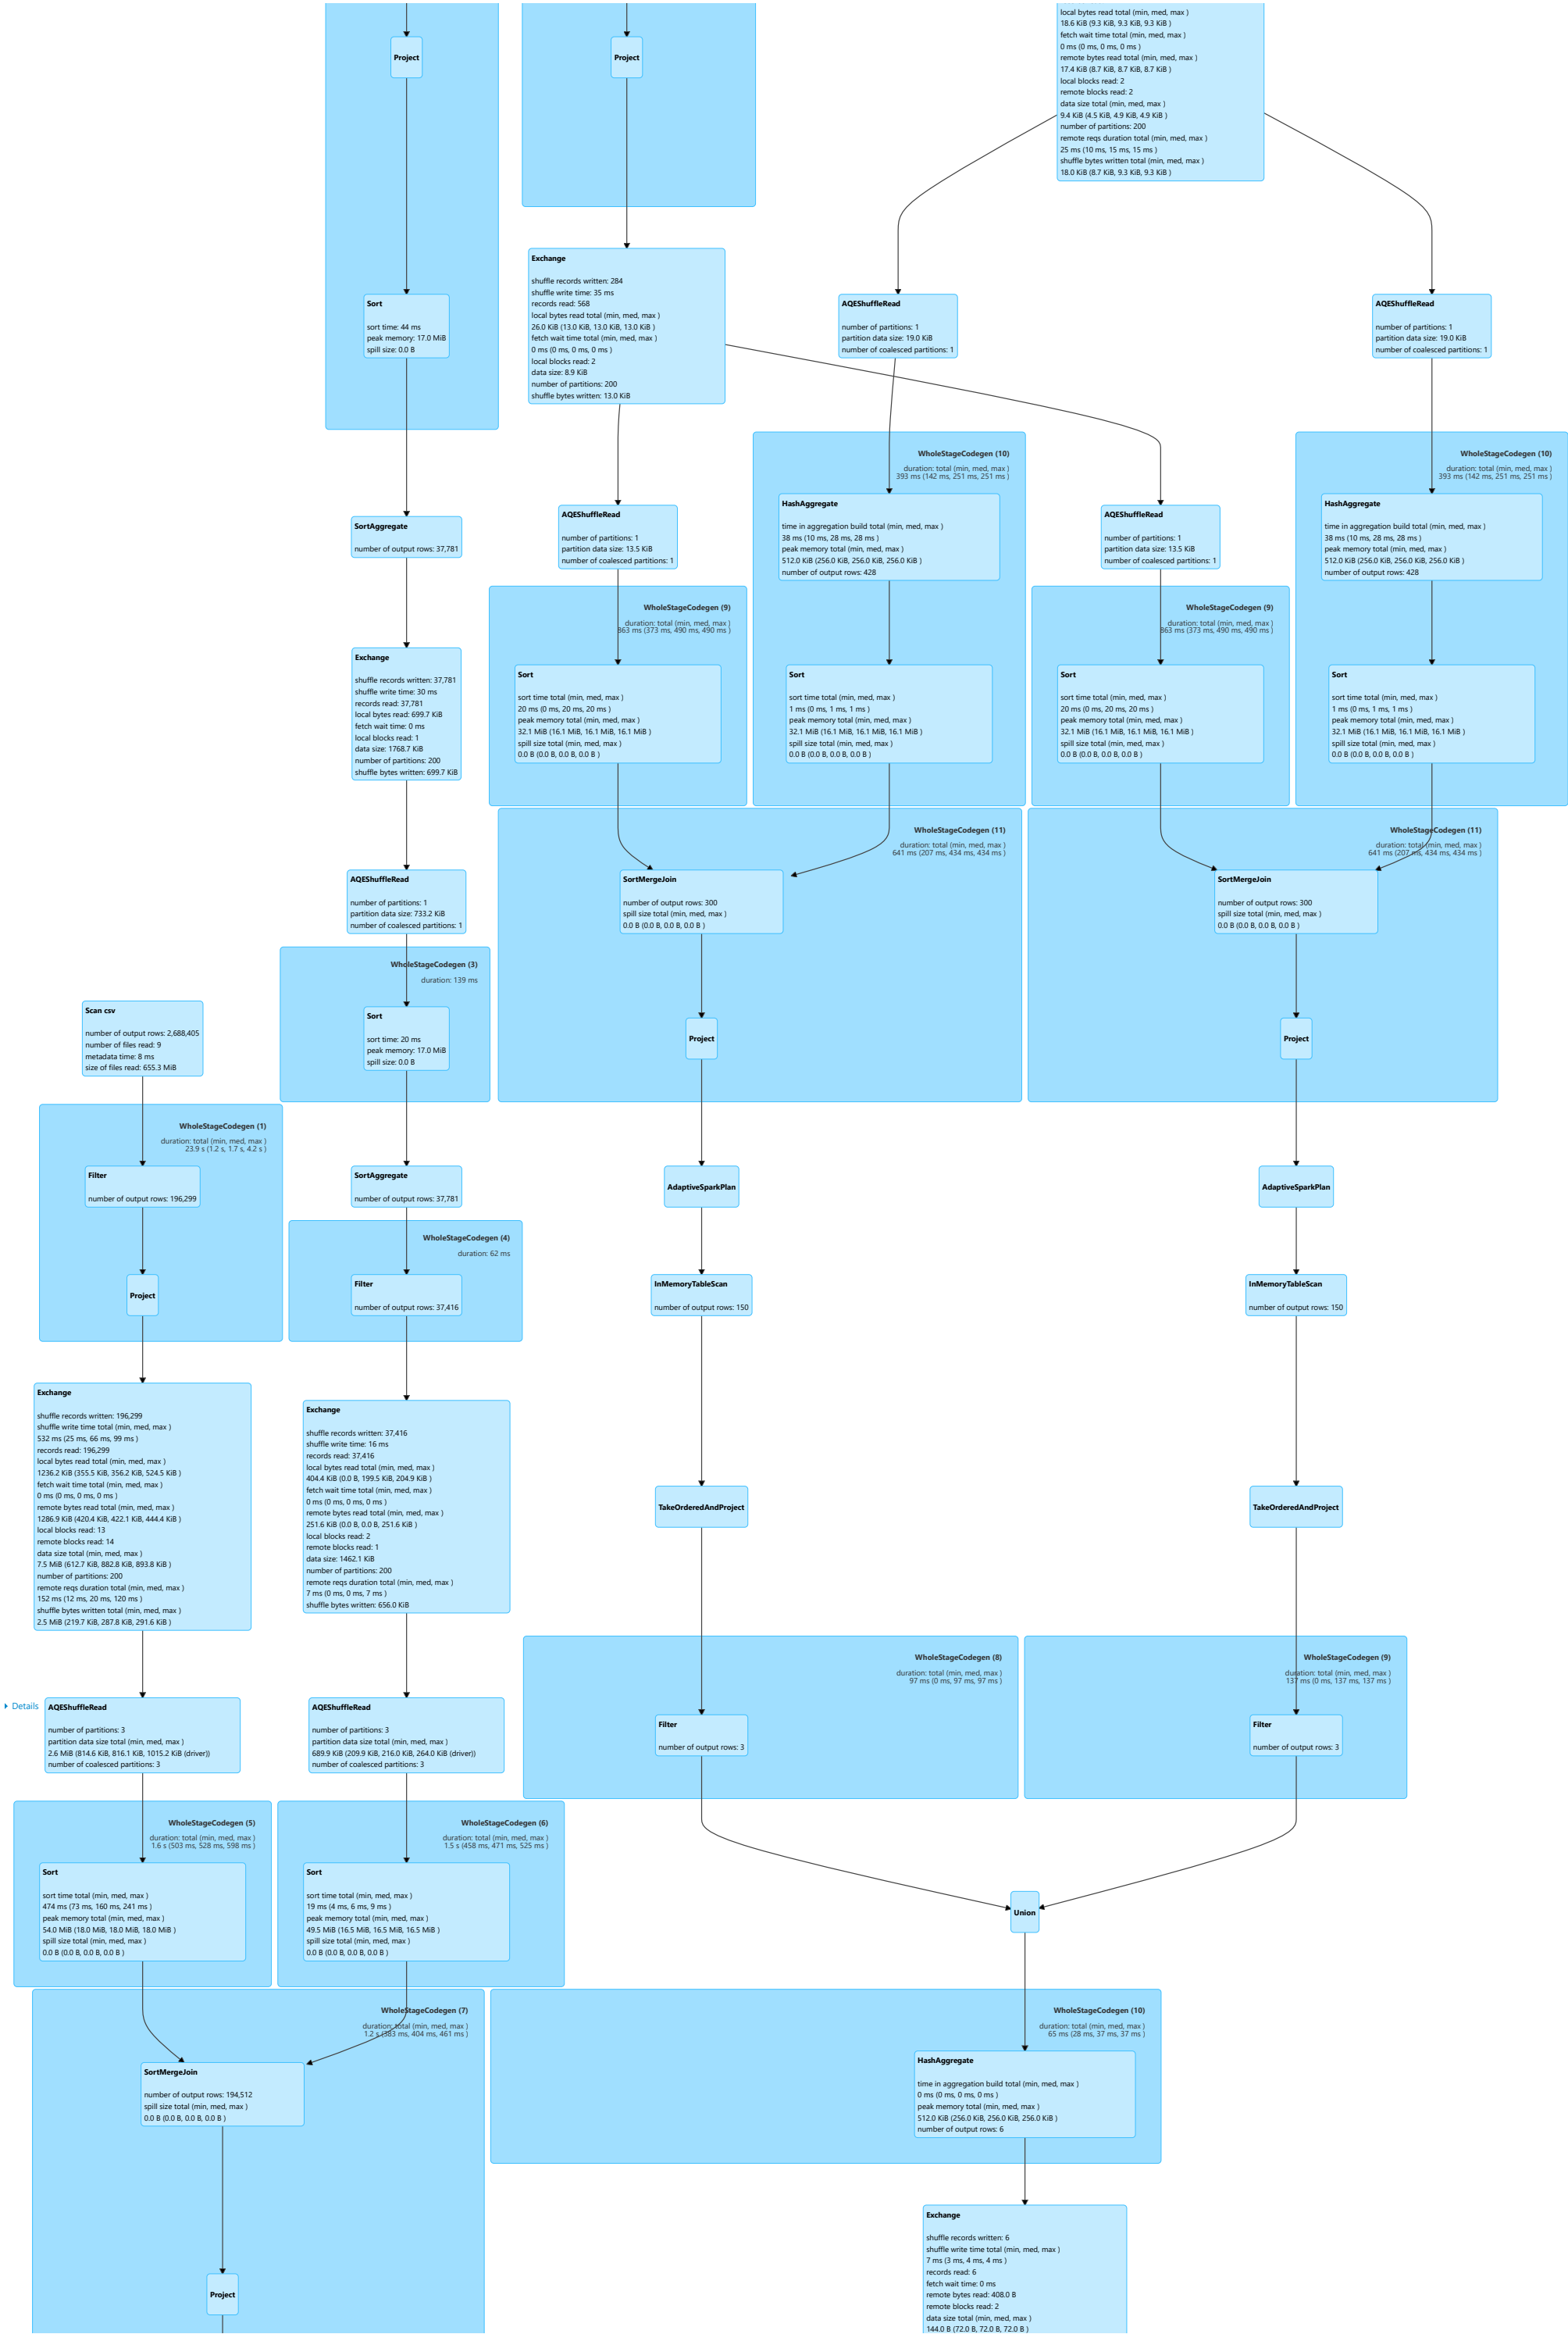 Project
Sort
sort time: 44 ms
peak memory: 17.0 MiB
spill size: 0.0 B
SortAggregate
number of output rows: 37,781
Exchange
shuffle records written: 37,781
shuffle write time: 30 ms
records read: 37,781
local bytes read: 699.7 KiB
fetch wait time: 0 ms
local blocks read: 1
data size: 1768.7 KiB
number of partitions: 200
shuffle bytes written: 699.7 KiB
AQEShuffleRead
number of partitions: 1
partition data size: 733.2 KiB
number of coalesced partitions: 1
WholeStageCodegen (3)
duration: 139 ms
Sort
sort time: 20 ms
peak memory: 17.0 MiB
spill size: 0.0 B
SortAggregate
number of output rows: 37,781
WholeStageCodegen (4)
duration: 62 ms
Filter
number of output rows: 37,416
Exchange
shuffle records written: 37,416
shuffle write time: 16 ms
records read: 37,416
local bytes read total (min, med, max )
404.4 KiB (0.0 B, 199.5 KiB, 204.9 KiB )
fetch wait time total (min, med, max )
0 ms (0 ms, 0 ms, 0 ms )
remote bytes read total (min, med, max )
251.6 KiB (0.0 B, 0.0 B, 251.6 KiB )
local blocks read: 2
remote blocks read: 1
data size: 1462.1 KiB
number of partitions: 200
remote reqs duration total (min, med, max )
7 ms (0 ms, 0 ms, 7 ms )
shuffle bytes written: 656.0 KiB
AQEShuffleRead
number of partitions: 3
partition data size total (min, med, max )
689.9 KiB (209.9 KiB, 216.0 KiB, 264.0 KiB (driver))
number of coalesced partitions: 3
WholeStageCodegen (6)
duration: total (min, med, max )
1.5 s (458 ms, 471 ms, 525 ms )
Sort
sort time total (min, med, max )
19 ms (4 ms, 6 ms, 9 ms )
peak memory total (min, med, max )
49.5 MiB (16.5 MiB, 16.5 MiB, 16.5 MiB )
spill size total (min, med, max )
0.0 B (0.0 B, 0.0 B, 0.0 B )
Scan csv
number of output rows: 2,688,405
number of files read: 9
metadata time: 8 ms
size of files read: 655.3 MiB
WholeStageCodegen (1)
duration: total (min, med, max )
23.9 s (1.2 s, 1.7 s, 4.2 s )
Filter
number of output rows: 196,299
Project
Exchange
shuffle records written: 196,299
shuffle write time total (min, med, max )
532 ms (25 ms, 66 ms, 99 ms )
records read: 196,299
local bytes read total (min, med, max )
1236.2 KiB (355.5 KiB, 356.2 KiB, 524.5 KiB )
fetch wait time total (min, med, max )
0 ms (0 ms, 0 ms, 0 ms )
remote bytes read total (min, med, max )
1286.9 KiB (420.4 KiB, 422.1 KiB, 444.4 KiB )
local blocks read: 13
remote blocks read: 14
data size total (min, med, max )
7.5 MiB (612.7 KiB, 882.8 KiB, 893.8 KiB )
number of partitions: 200
remote reqs duration total (min, med, max )
152 ms (12 ms, 20 ms, 120 ms )
shuffle bytes written total (min, med, max )
2.5 MiB (219.7 KiB, 287.8 KiB, 291.6 KiB )
Details
AQEShuffleRead
number of partitions: 3
partition data size total (min, med, max )
2.6 MiB (814.6 KiB, 816.1 KiB, 1015.2 KiB (driver))
number of coalesced partitions: 3
WholeStageCodegen (5)
duration: total (min, med, max )
1.6 s (503 ms, 528 ms, 598 ms )
Sort
sort time total (min, med, max )
474 ms (73 ms, 160 ms, 241 ms )
peak memory total (min, med, max )
54.0 MiB (18.0 MiB, 18.0 MiB, 18.0 MiB )
spill size total (min, med, max )
0.0 B (0.0 B, 0.0 B, 0.0 B )
WholeStageCodegen (7)
duration: total (min, med, max )
1.2 s (383 ms, 404 ms, 461 ms )
SortMergeJoin
number of output rows: 194,512
spill size total (min, med, max )
0.0 B (0.0 B, 0.0 B, 0.0 B )
Project
Project
Exchange
shuffle records written: 284
shuffle write time: 35 ms
records read: 568
local bytes read total (min, med, max )
26.0 KiB (13.0 KiB, 13.0 KiB, 13.0 KiB )
fetch wait time total (min, med, max )
0 ms (0 ms, 0 ms, 0 ms )
local blocks read: 2
data size: 8.9 KiB
number of partitions: 200
shuffle bytes written: 13.0 KiB
local bytes read total (min, med, max )
18.6 KiB (9.3 KiB, 9.3 KiB, 9.3 KiB )
fetch wait time total (min, med, max )
0 ms (0 ms, 0 ms, 0 ms )
remote bytes read total (min, med, max )
17.4 KiB (8.7 KiB, 8.7 KiB, 8.7 KiB )
local blocks read: 2
remote blocks read: 2
data size total (min, med, max )
9.4 KiB (4.5 KiB, 4.9 KiB, 4.9 KiB )
number of partitions: 200
remote reqs duration total (min, med, max )
25 ms (10 ms, 15 ms, 15 ms )
shuffle bytes written total (min, med, max )
18.0 KiB (8.7 KiB, 9.3 KiB, 9.3 KiB )
AQEShuffleRead
number of partitions: 1
partition data size: 19.0 KiB
number of coalesced partitions: 1
AQEShuffleRead
number of partitions: 1
partition data size: 19.0 KiB
number of coalesced partitions: 1
AQEShuffleRead
number of partitions: 1
partition data size: 13.5 KiB
number of coalesced partitions: 1
WholeStageCodegen (10)
duration: total (min, med, max )
393 ms (142 ms, 251 ms, 251 ms )
HashAggregate
time in aggregation build total (min, med, max )
38 ms (10 ms, 28 ms, 28 ms )
peak memory total (min, med, max )
512.0 KiB (256.0 KiB, 256.0 KiB, 256.0 KiB )
number of output rows: 428
AQEShuffleRead
number of partitions: 1
partition data size: 13.5 KiB
number of coalesced partitions: 1
WholeStageCodegen (10)
duration: total (min, med, max )
393 ms (142 ms, 251 ms, 251 ms )
HashAggregate
time in aggregation build total (min, med, max )
38 ms (10 ms, 28 ms, 28 ms )
peak memory total (min, med, max )
512.0 KiB (256.0 KiB, 256.0 KiB, 256.0 KiB )
number of output rows: 428
WholeStageCodegen (9)
duration: total (min, med, max )
863 ms (373 ms, 490 ms, 490 ms )
Sort
sort time total (min, med, max )
20 ms (0 ms, 20 ms, 20 ms )
peak memory total (min, med, max )
32.1 MiB (16.1 MiB, 16.1 MiB, 16.1 MiB )
spill size total (min, med, max )
0.0 B (0.0 B, 0.0 B, 0.0 B )
Sort
sort time total (min, med, max )
1 ms (0 ms, 1 ms, 1 ms )
peak memory total (min, med, max )
32.1 MiB (16.1 MiB, 16.1 MiB, 16.1 MiB )
spill size total (min, med, max )
0.0 B (0.0 B, 0.0 B, 0.0 B )
WholeStageCodegen (9)
duration: total (min, med, max )
863 ms (373 ms, 490 ms, 490 ms )
Sort
sort time total (min, med, max )
20 ms (0 ms, 20 ms, 20 ms )
peak memory total (min, med, max )
32.1 MiB (16.1 MiB, 16.1 MiB, 16.1 MiB )
spill size total (min, med, max )
0.0 B (0.0 B, 0.0 B, 0.0 B )
Sort
sort time total (min, med, max )
1 ms (0 ms, 1 ms, 1 ms )
peak memory total (min, med, max )
32.1 MiB (16.1 MiB, 16.1 MiB, 16.1 MiB )
spill size total (min, med, max )
0.0 B (0.0 B, 0.0 B, 0.0 B )
WholeStageCodegen (11)
duration: total (min, med, max )
641 ms (207 ms, 434 ms, 434 ms )
SortMergeJoin
number of output rows: 300
spill size total (min, med, max )
0.0 B (0.0 B, 0.0 B, 0.0 B )
Project
AdaptiveSparkPlan
InMemoryTableScan
number of output rows: 150
TakeOrderedAndProject
WholeStageCodegen (8)
duration: total (min, med, max )
97 ms (0 ms, 97 ms, 97 ms )
Filter
number of output rows: 3
WholeStageCodegen (11)
duration: total (min, med, max )
641 ms (207 ms, 434 ms, 434 ms )
SortMergeJoin
number of output rows: 300
spill size total (min, med, max )
0.0 B (0.0 B, 0.0 B, 0.0 B )
Project
AdaptiveSparkPlan
InMemoryTableScan
number of output rows: 150
TakeOrderedAndProject
WholeStageCodegen (9)
duration: total (min, med, max )
137 ms (0 ms, 137 ms, 137 ms )
Filter
number of output rows: 3
Union
WholeStageCodegen (10)
duration: total (min, med, max )
65 ms (28 ms, 37 ms, 37 ms )
HashAggregate
time in aggregation build total (min, med, max )
0 ms (0 ms, 0 ms, 0 ms )
peak memory total (min, med, max )
512.0 KiB (256.0 KiB, 256.0 KiB, 256.0 KiB )
number of output rows: 6
Exchange
shuffle records written: 6
shuffle write time total (min, med, max )
7 ms (3 ms, 4 ms, 4 ms )
records read: 6
fetch wait time: 0 ms
remote bytes read: 408.0 B
remote blocks read: 2
data size total (min, med, max )
144.0 B (72.0 B, 72.0 B, 72.0 B )